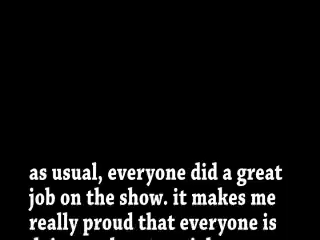 as usual, everyone did a great
job on the show. it makes me
really proud that everyone is